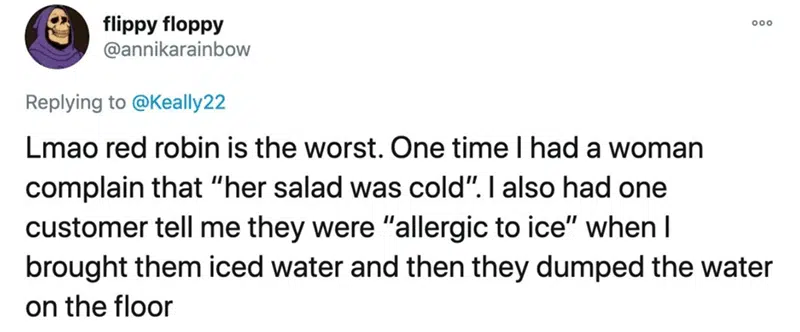 flippy floppy
@annikarainbow
Replying to @Keally22
Lmao red robin is the worst. One time I had a woman
complain that “her salad was cold”. I also had one
customer tell me they were “allergic to ice” when I
brought them iced water and then they dumped the water
on the floor